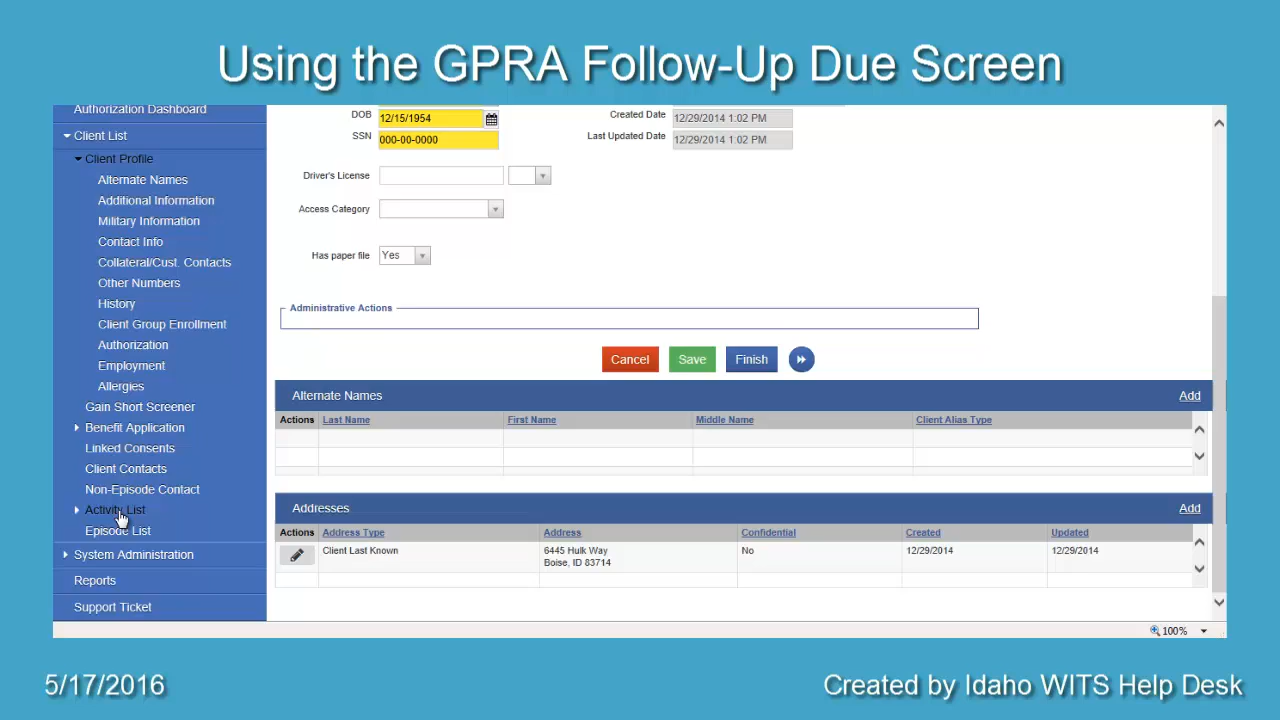 Using the GPRA Follow-Up Due Screen
Authorization Dashboard
Client List
Client Profile
Alternate Names
Additional Information
Military Information
Contact Info
Collateral/Cust. Contacts
Other Numbers
History
Client Group Enrollment
Authorization
Employment
Allergies
Gain Short Screener
Benefit Application
Linked Consents
Client Contacts
Non-Episode Contact
Activity List
Episode List
System Administration
Reports
Support Ticket
DOB 12/15/1954 Created Date 12/29/2014 1:02 PM
SSN 000-00-0000 Last Updated Date 12/29/2014 1:02 PM
Driver's License
Access Category
Has paper file Yes
Administrative Actions
Cancel Save Finish
Alternate Names Add
Actions Last Name First Name Middle Name Client Alias Type
Addresses Add
Actions Address Type Address Confidential Created Updated
Client Last Known 6445 Hulk Way No 12/29/2014 12/29/2014
Boise, ID 83714
100%
5/17/2016 Created by Idaho WITS Help Desk